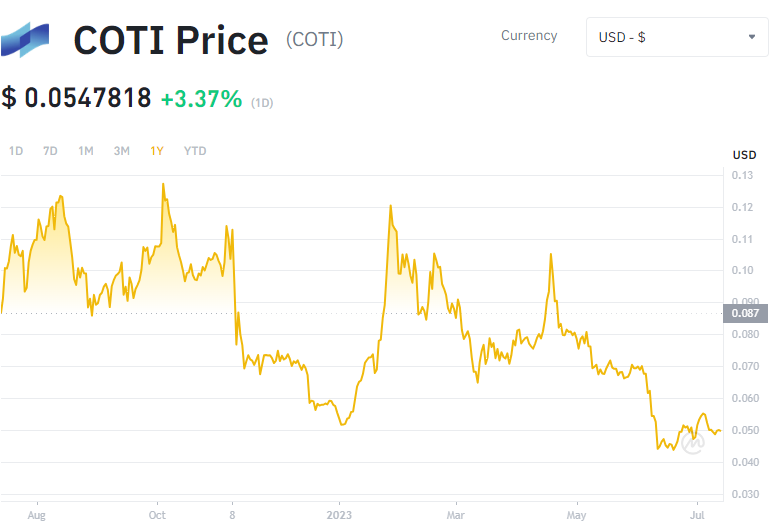 COTI Price (COTI)
Currency
USD - $
$ 0.0547818 +3.37% (1D)
1D 7D 1M 3M 1Y YTD
USD
0.13
0.12
0.11
0.10
0.090
0.087
0.080
0.070
0.060
0.050
0.040
0.030
Aug Oct 8 2023 Mar May Jul